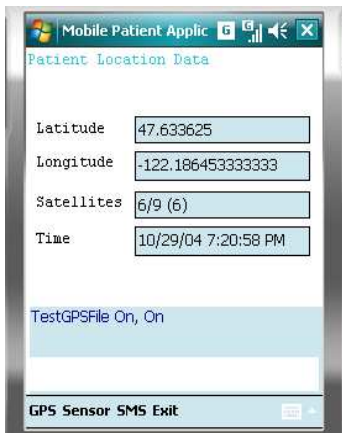 Mobile Patient Applic G G
Patient Location Data
Latitude 47.633625
Longitude -122.186453333333
Satellites 6/9 (6)
Time 10/29/04 7:20:58 PM
TestGPSFile On, On
GPS Sensor SMS Exit